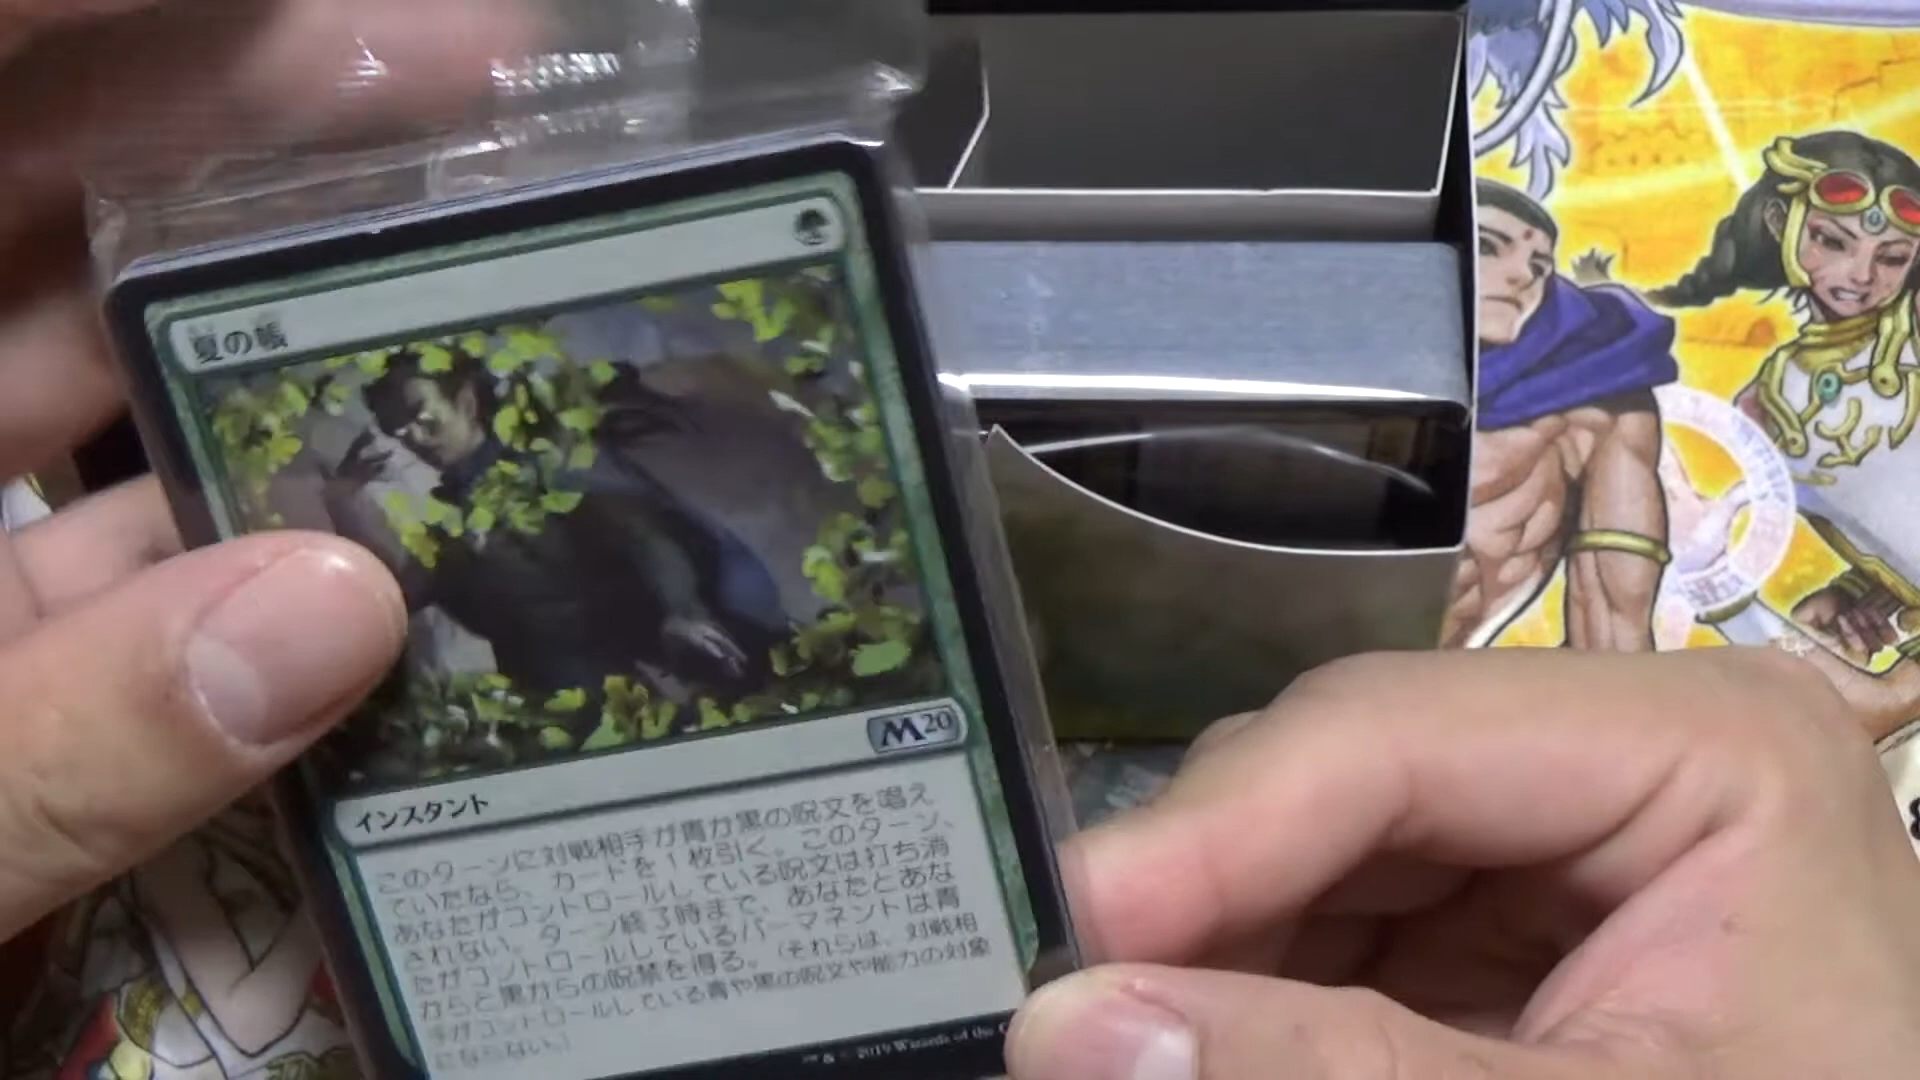 夏の帳
M20
インスタント
このターンに対戦相手が青か黒の呪文を唱え
ていたなら、カードを1枚引く。このターン、
あなたがコントロールしている呪文は打ち消
されない。ターン終了時まで、あなたとあな
たがコントロールしているパーマネントは青
からと黒からの呪禁を得る。(それらは、対戦相
手がコントロールしている青や黒の呪文や能力の対象
にならない。)
™ & © 2019 Wizards of the